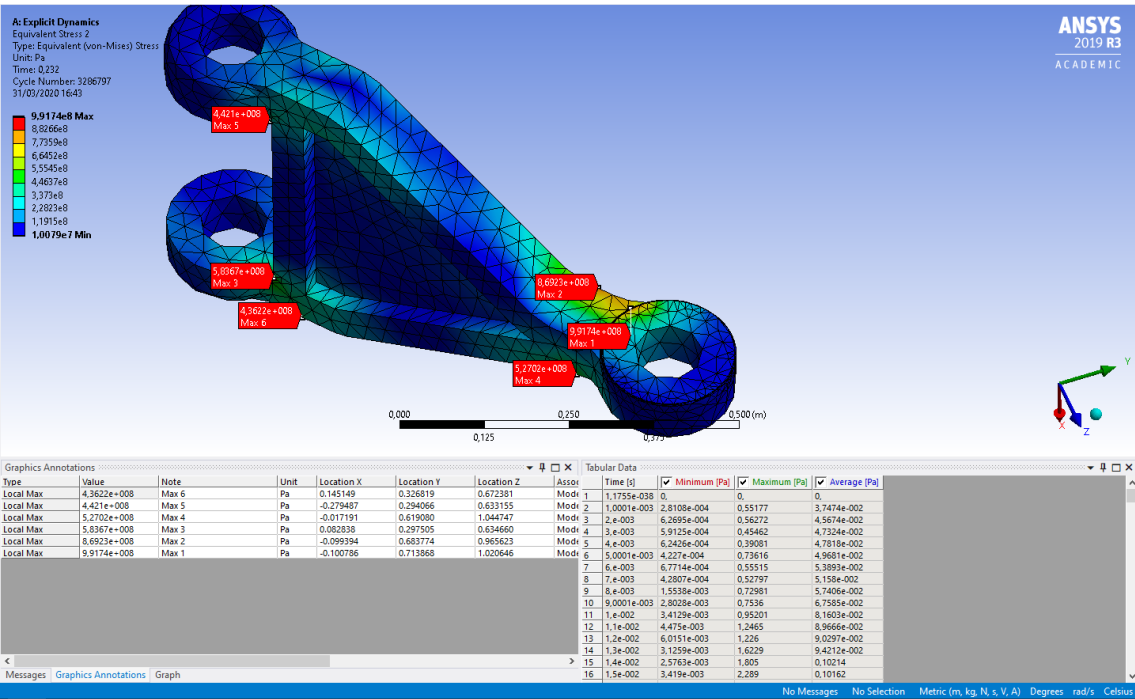 A: Explicit Dynamics
Equivalent Stress 2
Type: Equivalent (von-Mises) Stress
Unit: Pa
Time: 0,232
Cycle Number: 3286797
31/03/2020 16:43
9,9174e8 Max
8,8266e8
7,7359e8
6,6452e8
5,5545e8
4,4637e8
3,373e8
2,2823e8
1,1915e8
1,0079e7 Min
ANSYS
2019 R3
ACADEMIC
4,421e+008
Max 5
5,8367e+008
Max 3
4,3622e+008
Max 6
8,6923e+008
Max 2
9,9174e+008
Max 1
5,2702e+008
Max 4
0,000 0,250 0,500 (m)
0,125 0,375
Y
X
Z
Graphics Annotations
Type Value Note Unit Location X Location Y Location Z Assoc
Local Max 4,3622e+008 Max 6 Pa 0.145149 0.326819 0.672381 Mode
Local Max 4,421e+008 Max 5 Pa -0.279487 0.294066 0.633155 Mode
Local Max 5,2702e+008 Max 4 Pa -0.017191 0.619080 1.044747 Mode
Local Max 5,8367e+008 Max 3 Pa 0.082838 0.297505 0.634660 Mode
Local Max 8,6923e+008 Max 2 Pa -0.099394 0.683774 0.965623 Mode
Local Max 9,9174e+008 Max 1 Pa -0.100786 0.713868 1.020646 Mode
Messages Graphics Annotations Graph
Tabular Data
Time [s] Minimum [Pa] Maximum [Pa] Average [Pa]
1 1,1755e-038 0, 0, 0,
2 1,0001e-003 2,8108e-004 0,55177 3,7474e-002
3 2,e-003 6,2695e-004 0,56272 4,5674e-002
4 3,e-003 5,9125e-004 0,45462 4,7324e-002
5 4,e-003 6,2426e-004 0,39081 4,7818e-002
6 5,0001e-003 4,227e-004 0,73616 4,9681e-002
7 6,e-003 6,7714e-004 0,55515 5,3893e-002
8 7,e-003 4,2807e-004 0,52797 5,158e-002
9 8,e-003 1,5538e-003 0,72981 5,7406e-002
10 9,0001e-003 2,8028e-003 0,7536 6,7585e-002
11 1,e-002 3,4129e-003 0,95201 8,1603e-002
12 1,1e-002 4,475e-003 1,2465 8,9666e-002
13 1,2e-002 6,0151e-003 1,226 9,0297e-002
14 1,3e-002 3,1259e-003 1,6229 9,4212e-002
15 1,4e-002 2,5763e-003 1,805 0,10214
16 1,5e-002 3,419e-003 2,289 0,10162
No Messages No Selection Metric (m, kg, N, s, V, A) Degrees rad/s Celsius